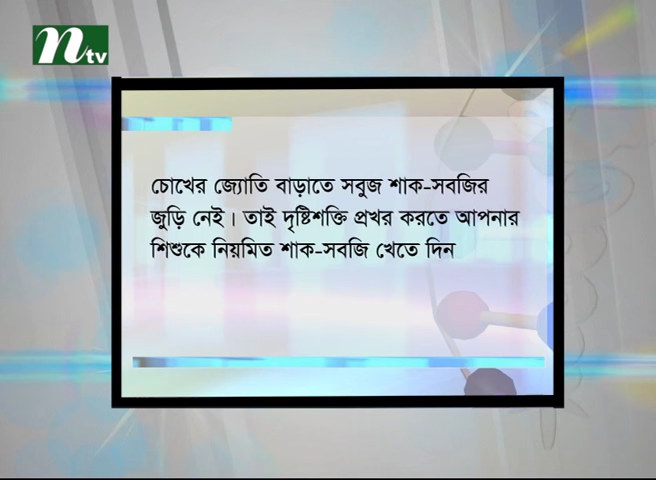 ntv
চোখের জ্যোতি বাড়াতে সবুজ শাক-সবজির
জুড়ি নেই। তাই দৃষ্টিশক্তি প্রখর করতে আপনার
শিশুকে নিয়মিত শাক-সবজি খেতে দিন